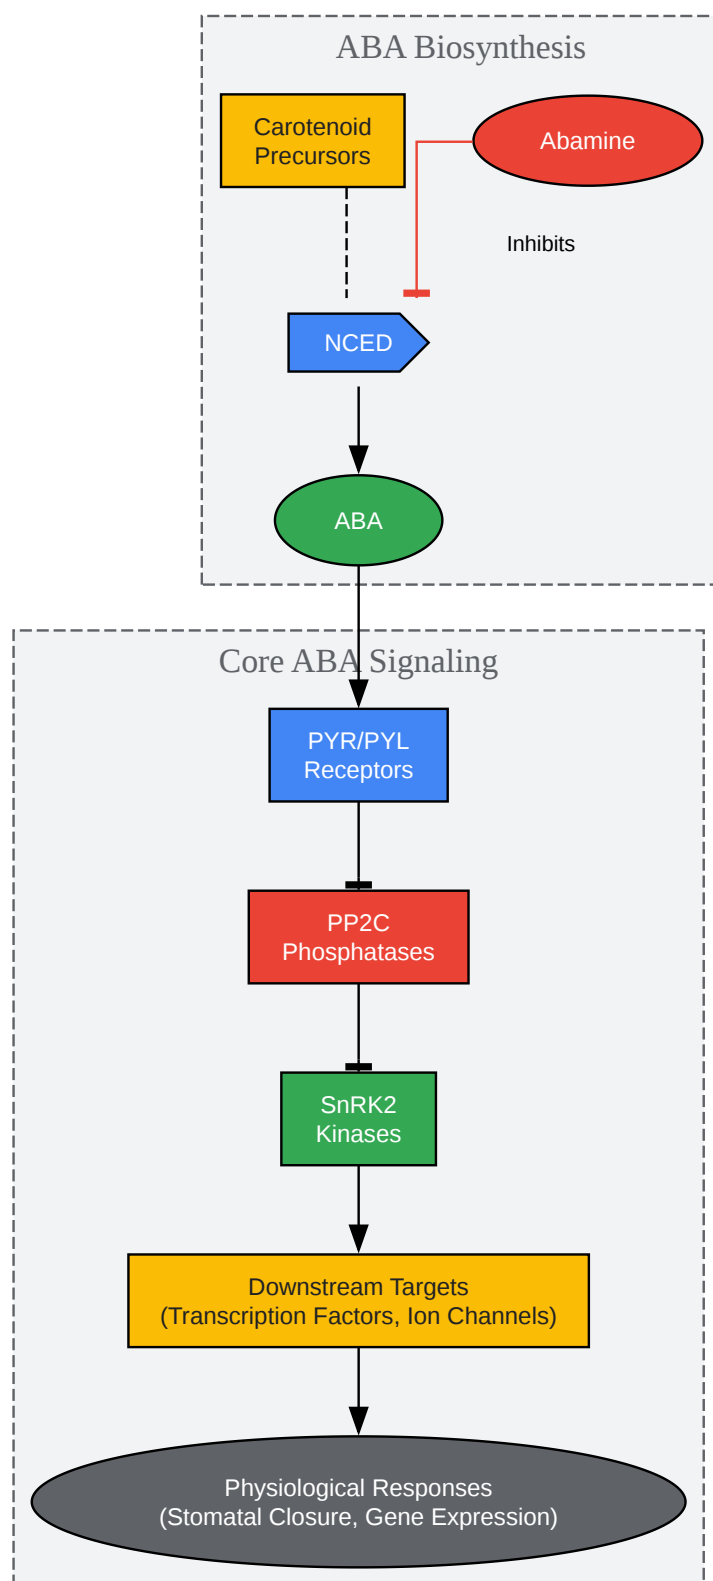 ABA Biosynthesis
Carotenoid
Precursors
Abamine
Inhibits
NCED
ABA
Core ABA Signaling
PYR/PYL
Receptors
PP2C
Phosphatases
SnRK2
Kinases
Downstream Targets
(Transcription Factors, Ion Channels)
Physiological Responses
(Stomatal Closure, Gene Expression)